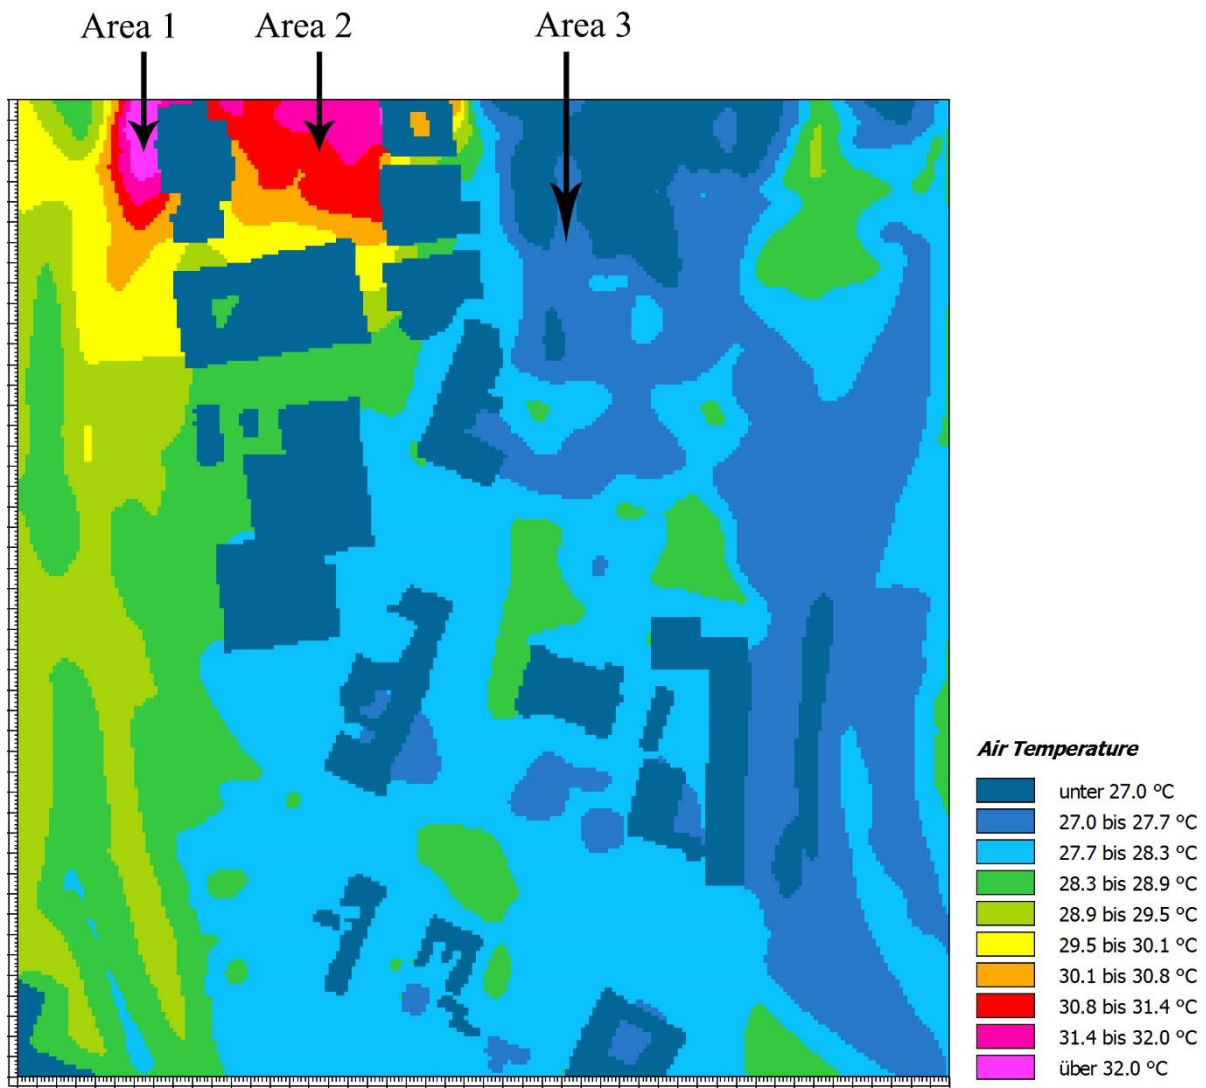 Area 1
Area 2
Area 3
Air Temperature
unter 27.0 °C
27.0 bis 27.7 °C
27.7 bis 28.3 °C
28.3 bis 28.9 °C
28.9 bis 29.5 °C
29.5 bis 30.1 °C
30.1 bis 30.8 °C
30.8 bis 31.4 °C
31.4 bis 32.0 °C
über 32.0 °C